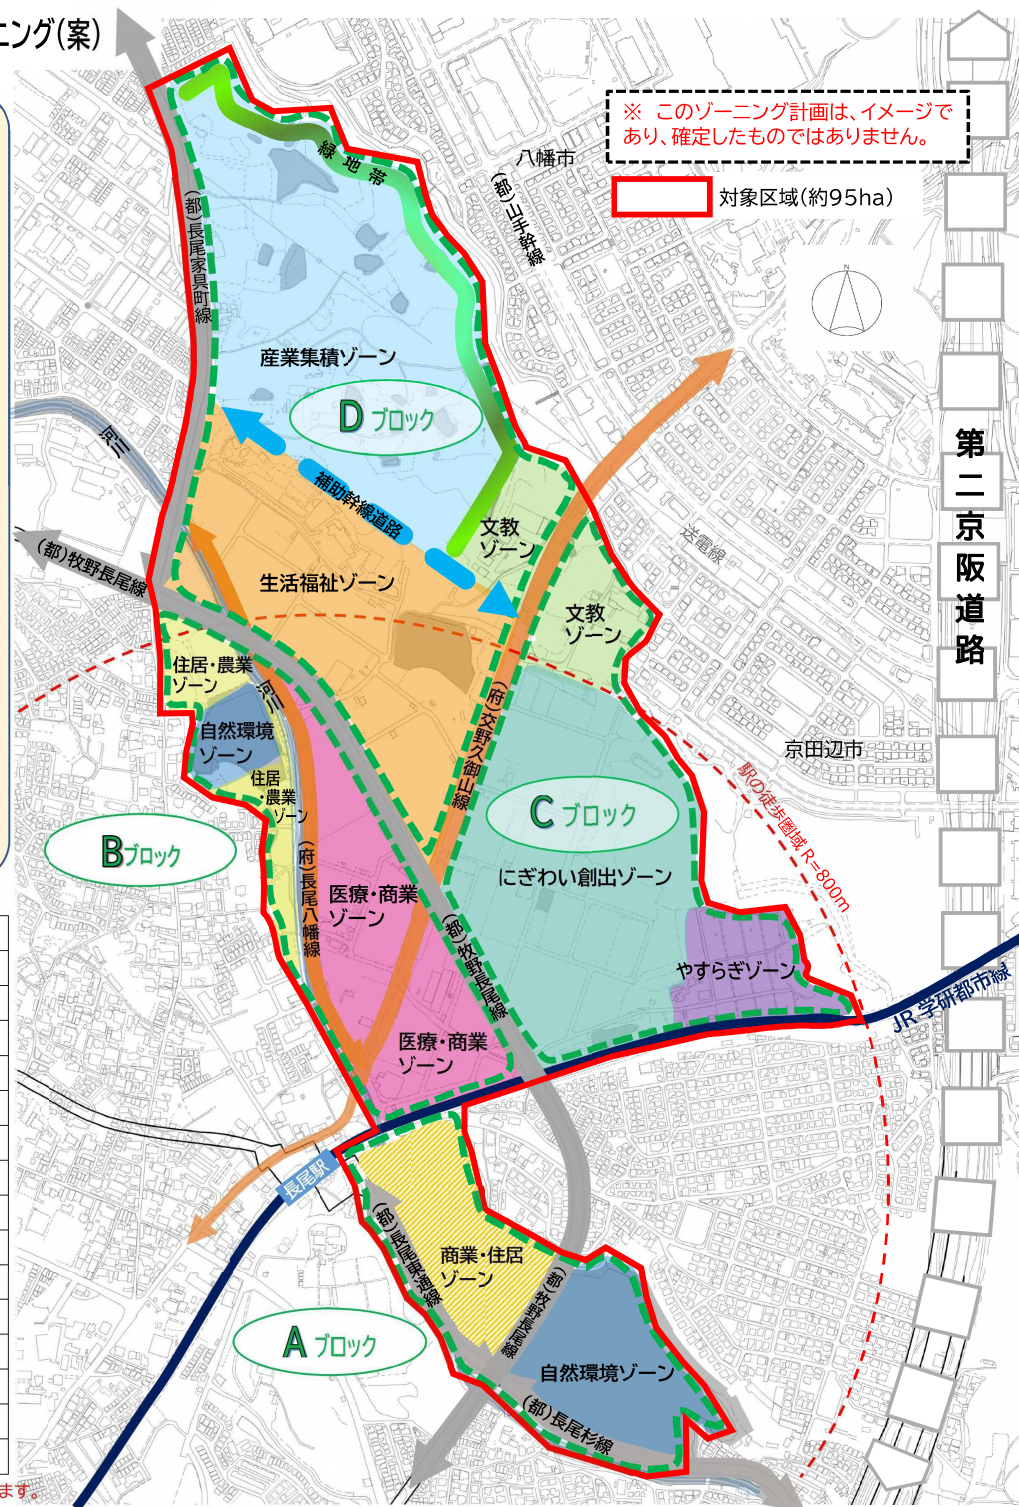 ニング(案)
※ このゾーニング計画は、イメージで
あり、確定したものではありません。
八幡市
対象区域(約95ha)
(都)山手幹線
N
緑地帯
(都)長尾家具町線
産業集積ゾーン
D ブロック
河川
補助幹線道路
文教
ゾーン
送電線
第二京阪道路
(都)牧野長尾線
生活福祉ゾーン
文教
ゾーン
住居・農業
ゾーン
河川
自然環境
ゾーン
(府)交野久御山線
京田辺市
住居
・農業
ゾーン
駅の徒歩圏域 R=800m
C ブロック
Bブロック
(府)長尾八幡線
にぎわい創出ゾーン
医療・商業
ゾーン
(都)牧野長尾線
やすらぎゾーン
JR 学研都市線
医療・商業
ゾーン
長尾駅
(都)長尾東通線
商業・住居
ゾーン
(都)牧野長尾線
A ブロック
自然環境ゾーン
(都)長尾杉線
ます。